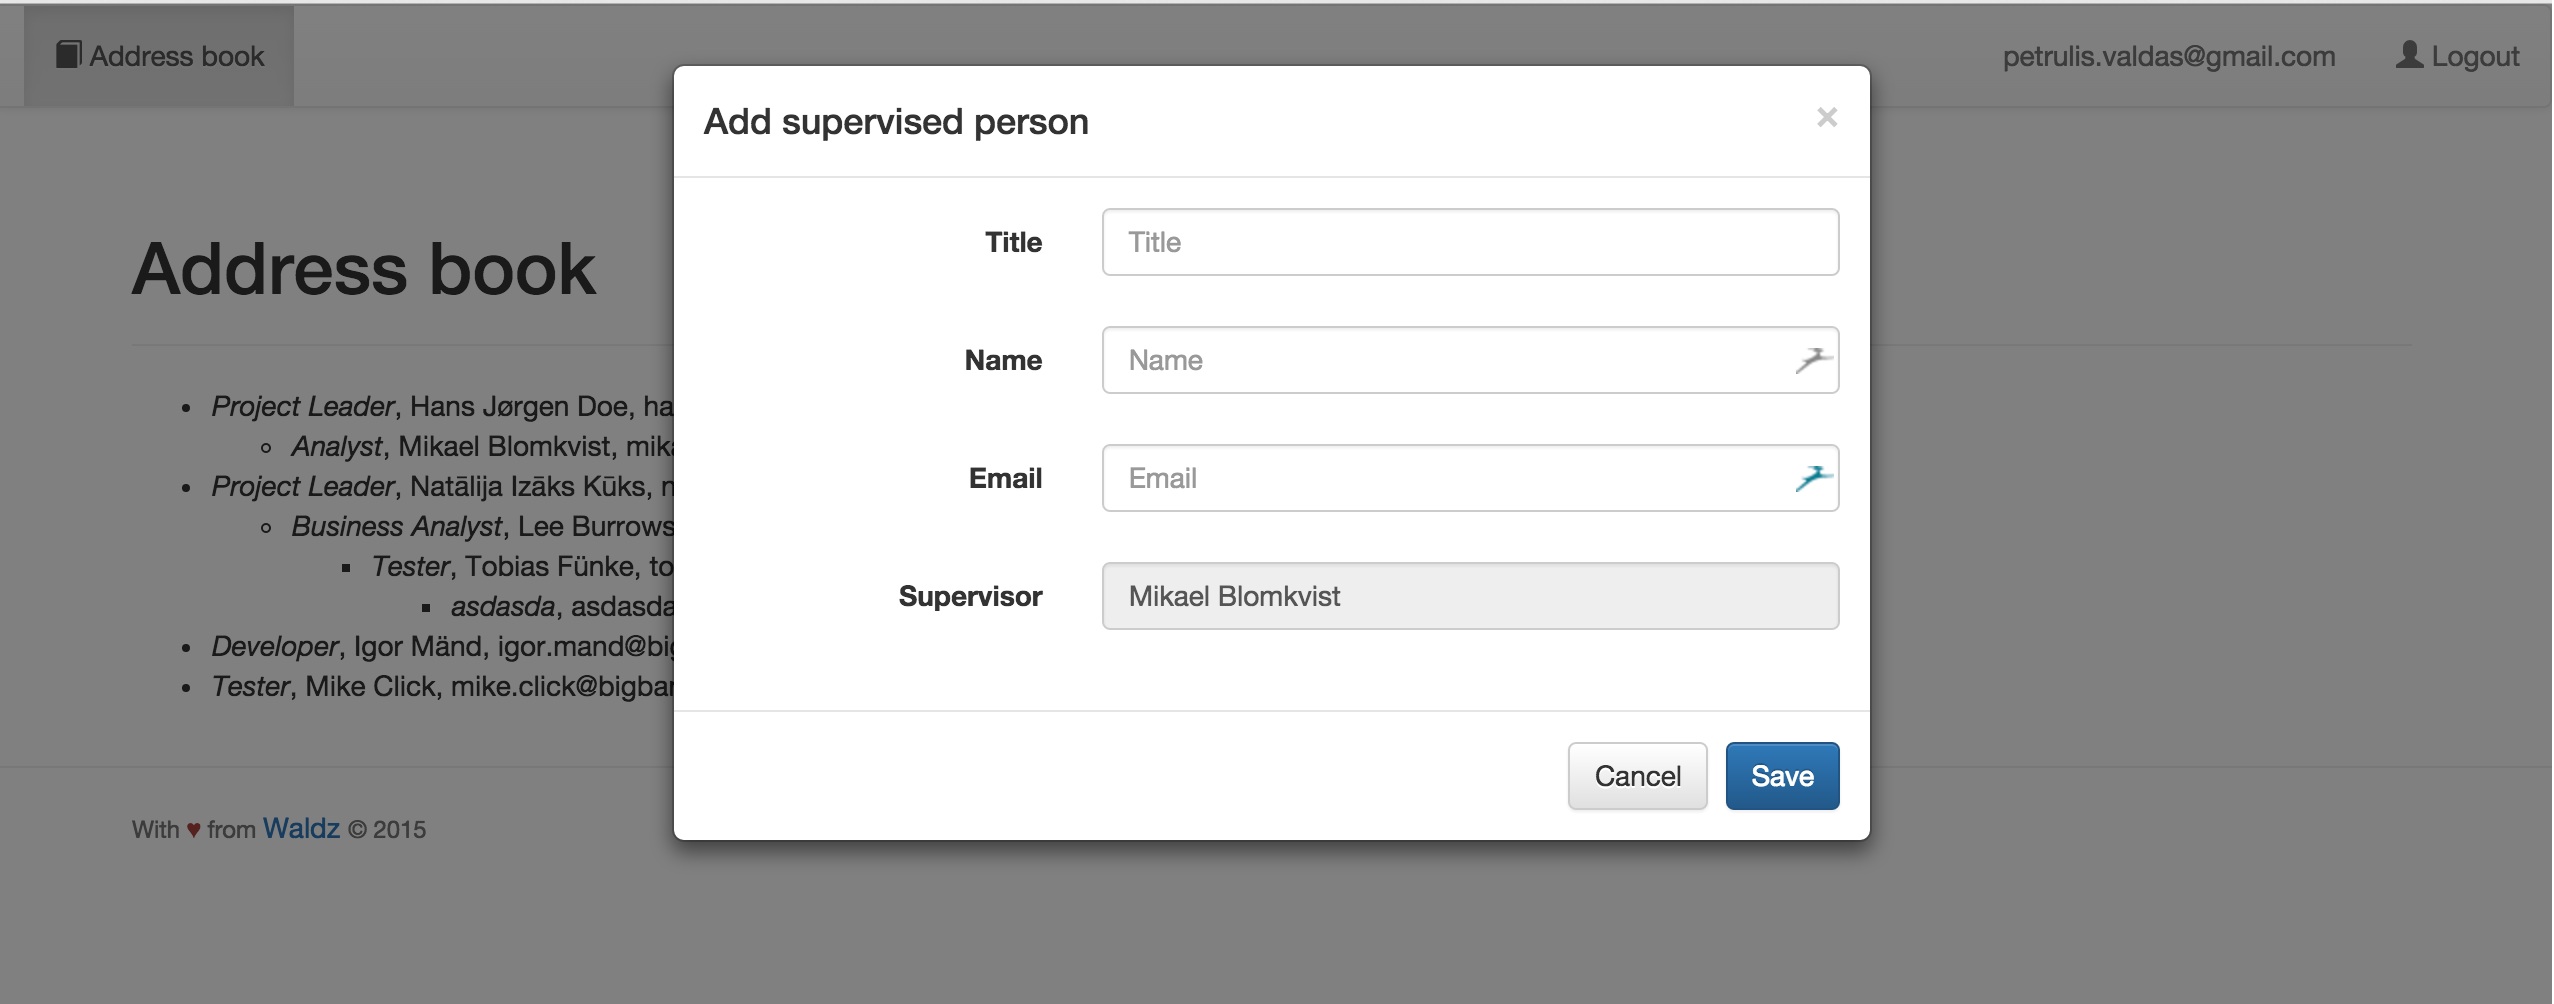 Address book
petrulis.valdas@gmail.com
Logout
Add supervised person
×
Title
Title
Name
Name
Email
Email
Supervisor
Mikael Blomkvist
Cancel
Save
Address book
Project Leader, Hans Jørgen Doe, ha
Analyst, Mikael Blomkvist, mik
Project Leader, Natālija Izāks Kūks, n
Business Analyst, Lee Burrows
Tester, Tobias Fünke, to
asdasda, asdasda
Developer, Igor Mänd, igor.mand@big
Tester, Mike Click, mike.click@bigban
With ♥ from Waldz © 2015